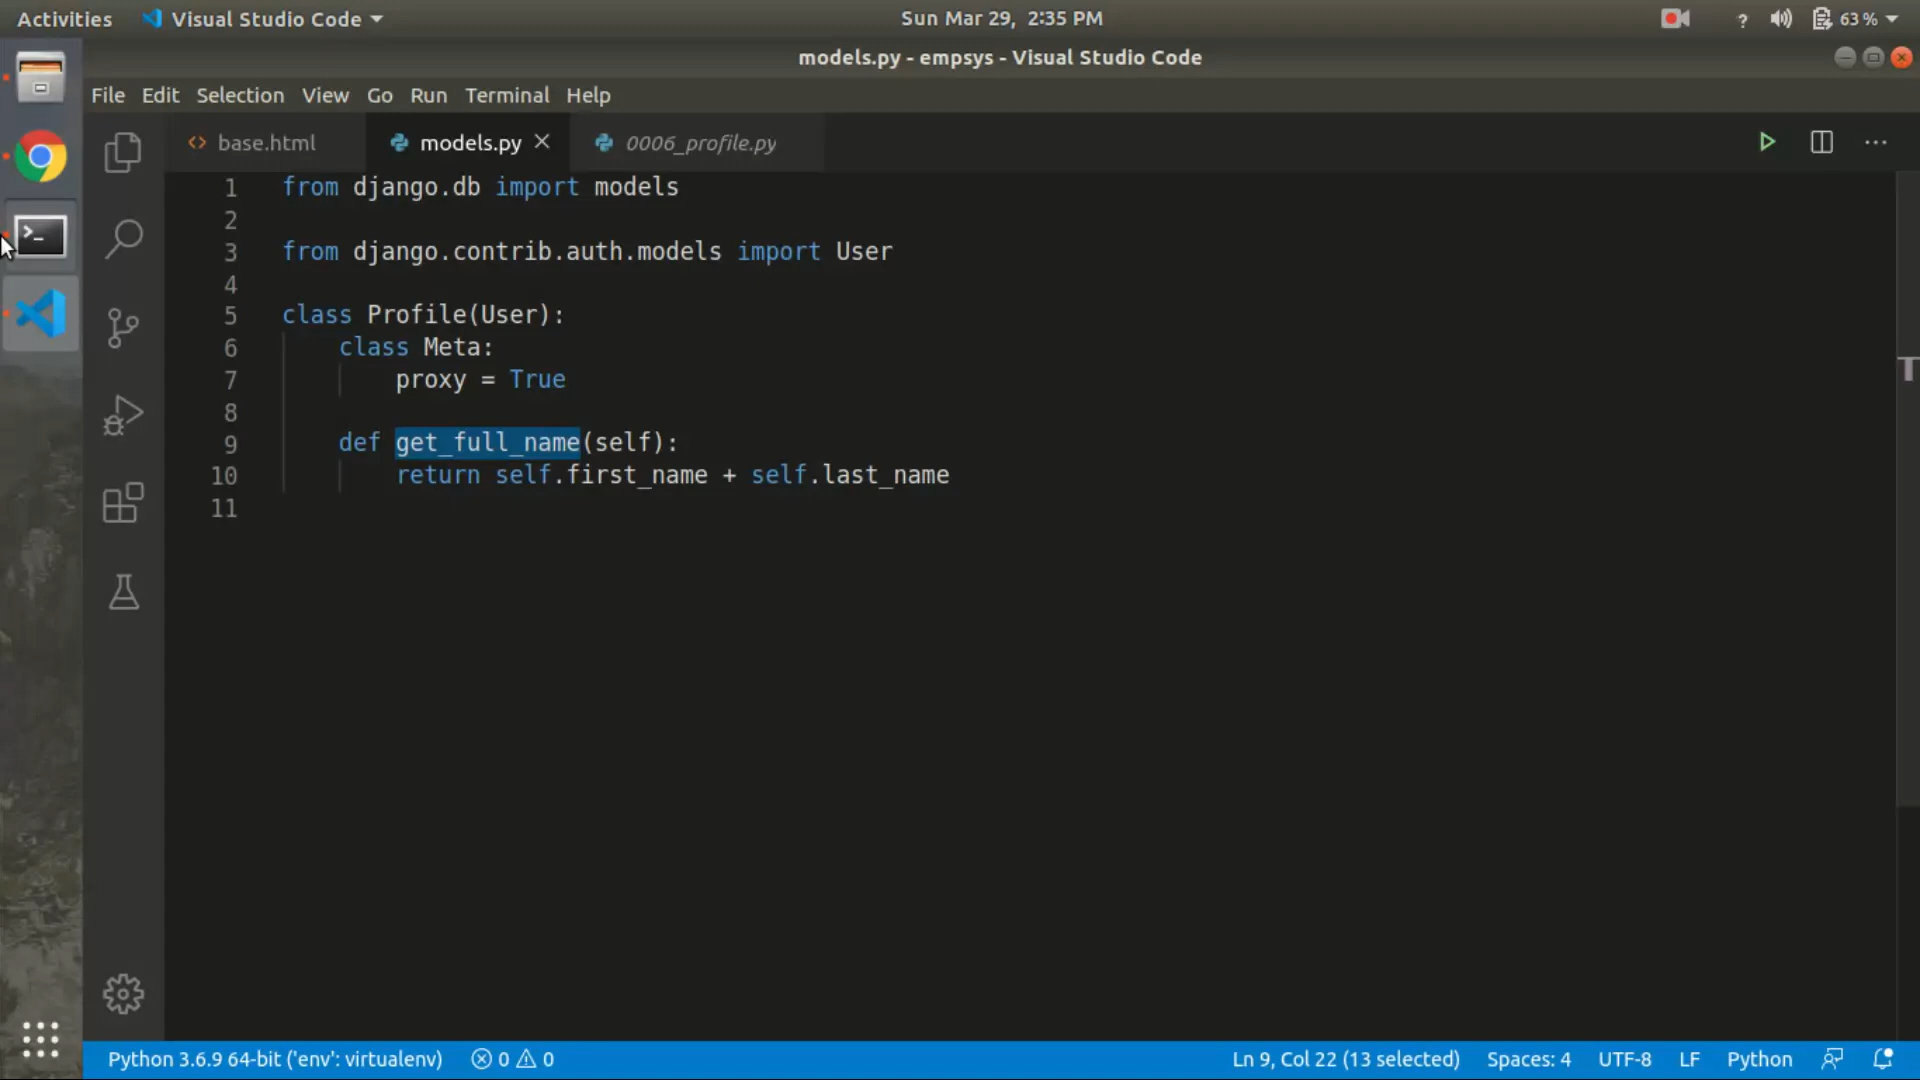 Activities Visual Studio Code Sun Mar 29, 2:35 PM ? 63 %
models.py - empsys - Visual Studio Code
File Edit Selection View Go Run Terminal Help
<> base.html models.py 0006_profile.py
1 from django.db import models
2
3 from django.contrib.auth.models import User
4
5 class Profile(User):
6 class Meta:
7 proxy = True
8
9 def get_full_name(self):
10 return self.first_name + self.last_name
11
Python 3.6.9 64-bit ('env': virtualenv) 0 0 Ln 9, Col 22 (13 selected) Spaces: 4 UTF-8 LF Python